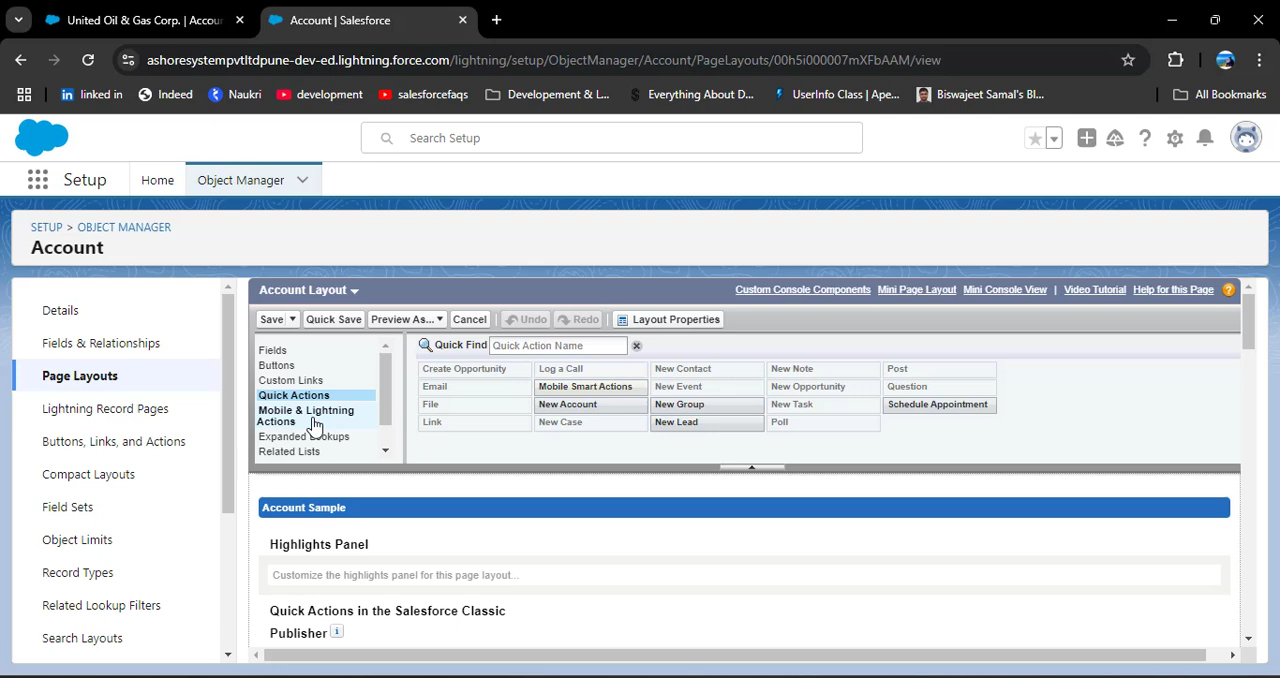 United Oil & Gas Corp. | Accou
Account | Salesforce
ashoresystempvtltdpune-dev-ed.lightning.force.com/lightning/setup/ObjectManager/Account/PageLayouts/00h5i000007mXFbAAM/view
linked in
Indeed
Naukri
development
salesforcefaqs
Developement & L...
Everything About D...
UserInfo Class | Ape...
Biswajeet Samal's Bl...
All Bookmarks
Search Setup
Setup
Home
Object Manager
SETUP > OBJECT MANAGER
Account
Details
Fields & Relationships
Page Layouts
Lightning Record Pages
Buttons, Links, and Actions
Compact Layouts
Field Sets
Object Limits
Record Types
Related Lookup Filters
Search Layouts
Account Layout
Custom Console Components Mini Page Layout Mini Console View | Video Tutorial Help for this Page
Save Quick Save Preview As... Cancel Undo Redo Layout Properties
Fields
Buttons
Custom Links
Quick Actions
Mobile & Lightning
Actions
Expanded Lookups
Related Lists
Quick Find Quick Action Name
Create Opportunity Log a Call New Contact New Note Post
Email Mobile Smart Actions New Event New Opportunity Question
File New Account New Group New Task Schedule Appointment
Link New Case New Lead Poll
Account Sample
Highlights Panel
Customize the highlights panel for this page layout...
Quick Actions in the Salesforce Classic
Publisher